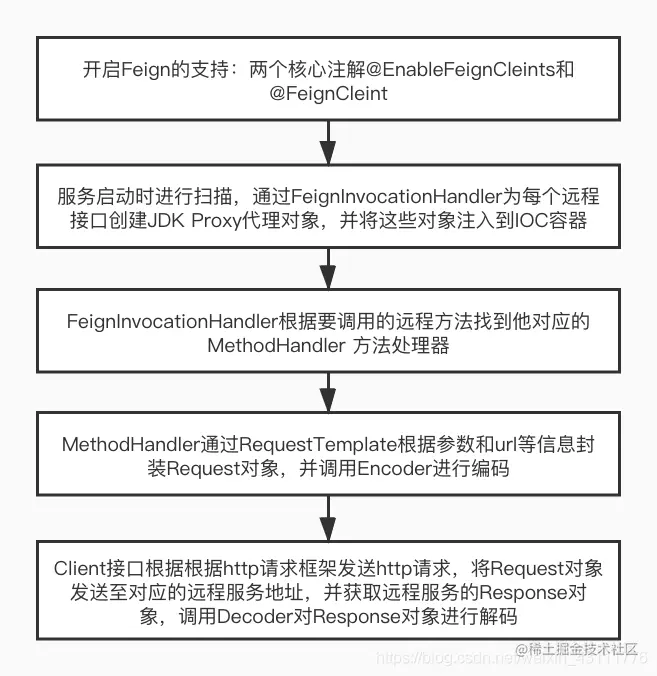 开启Feign的支持：两个核心注解@EnableFeignCleints和
@FeignCleint
服务启动时进行扫描，通过FeignInvocationHandler为每个远程
接口创建JDK Proxy代理对象，并将这些对象注入到IOC容器
FeignInvocationHandler根据要调用的远程方法找到他对应的
MethodHandler 方法处理器
MethodHandler通过RequestTemplate根据参数和url等信息封
装Request对象，并调用Encoder进行编码
Client接口根据根据http请求框架发送http请求，将Request对象
发送至对应的远程服务地址，并获取远程服务的Response对
象，调用Decoder对Response对象进行解码
@稀土掘金技术社区
https://blog.csdn.net/weixin_45111776